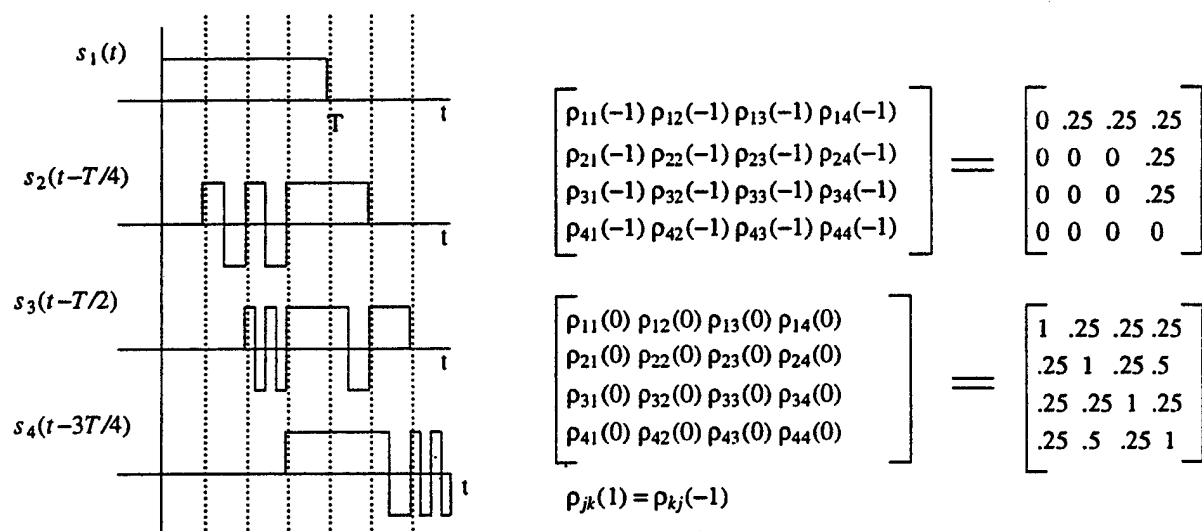 s₁(t)
t
T
s₂(t−T/4)
t
s₃(t−T/2)
t
s₄(t−3T/4)
t
ρ₁₁(−1) ρ₁₂(−1) ρ₁₃(−1) ρ₁₄(−1)
ρ₂₁(−1) ρ₂₂(−1) ρ₂₃(−1) ρ₂₄(−1)
ρ₃₁(−1) ρ₃₂(−1) ρ₃₃(−1) ρ₃₄(−1)
ρ₄₁(−1) ρ₄₂(−1) ρ₄₃(−1) ρ₄₄(−1)
=
0 .25 .25 .25
0 0 0 .25
0 0 0 .25
0 0 0 0
ρ₁₁(0) ρ₁₂(0) ρ₁₃(0) ρ₁₄(0)
ρ₂₁(0) ρ₂₂(0) ρ₂₃(0) ρ₂₄(0)
ρ₃₁(0) ρ₃₂(0) ρ₃₃(0) ρ₃₄(0)
ρ₄₁(0) ρ₄₂(0) ρ₄₃(0) ρ₄₄(0)
=
1 .25 .25 .25
.25 1 .25 .5
.25 .25 1 .25
.25 .5 .25 1
ρⱼₖ(1) = ρₖⱼ(−1)